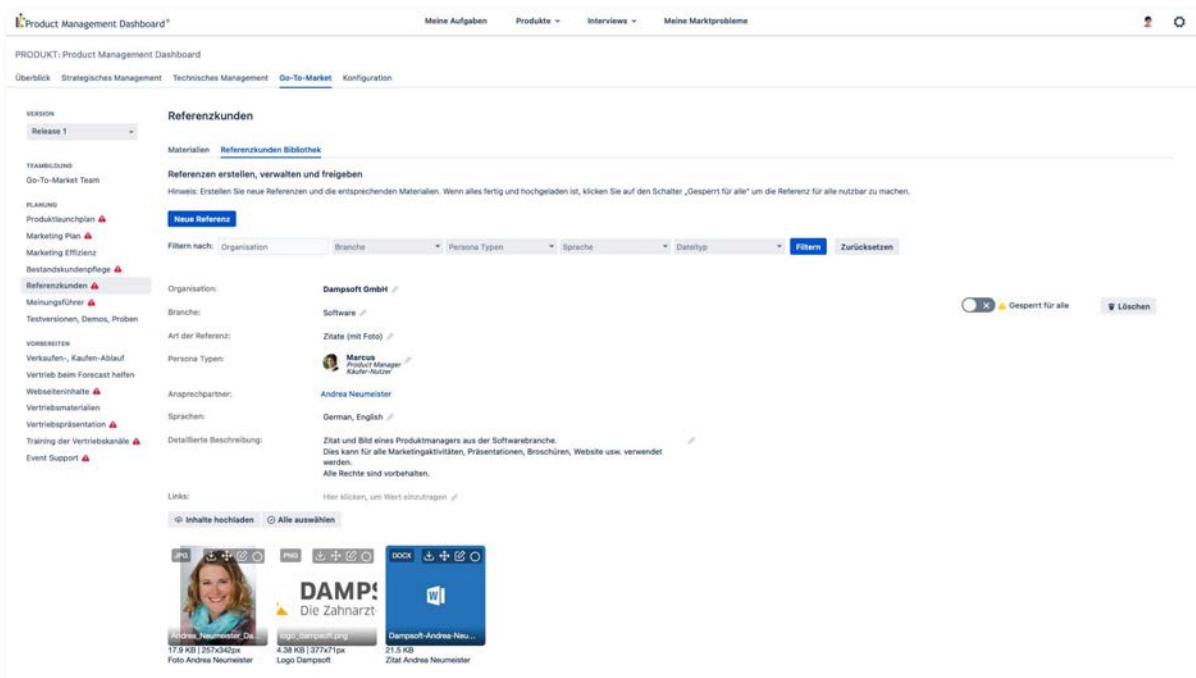 Product Management Dashboard®
Meine Aufgaben
Produkte
Interviews
Meine Marktprobleme
PRODUKT: Product Management Dashboard
Überblick
Strategisches Management
Technisches Management
Go-To-Market
Konfiguration
VERSION
Release 1
TEAMBILDUNG
Go-To-Market Team
PLANUNG
Produktlaunchplan
Marketing Plan
Marketing Effizienz
Bestandskundenpflege
Referenzkunden
Meinungsführer
Testversionen, Demos, Proben
VORBEREITEN
Verkaufen-, Kaufen-Ablauf
Vertrieb beim Forecast helfen
Webseiteninhalte
Vertriebsmaterialien
Vertriebspräsentation
Training der Vertriebskanäle
Event Support
Referenzkunden
Materialien
Referenzkunden Bibliothek
Referenzen erstellen, verwalten und freigeben
Hinweis: Erstellen Sie neue Referenzen und die entsprechenden Materialien. Wenn alles fertig und hochgeladen ist, klicken Sie auf den Schalter „Gesperrt für alle" um die Referenz für alle nutzbar zu machen.
Neue Referenz
Filtern nach:
Organisation
Branche
Persona Typen
Sprache
Dateityp
Filtern
Zurücksetzen
Organisation:
Dampsoft GmbH
Gesperrt für alle
Löschen
Branche:
Software
Art der Referenz:
Zitate (mit Foto)
Persona Typen:
Marcus
Product Manager
Käufer-Nutzer
Ansprechpartner:
Andrea Neumeister
Sprachen:
German, English
Detaillierte Beschreibung:
Zitat und Bild eines Produktmanagers aus der Softwarebranche.
Dies kann für alle Marketingaktivitäten, Präsentationen, Broschüren, Website usw. verwendet
werden.
Alle Rechte sind vorbehalten.
Links:
Hier klicken, um Wert einzutragen
Inhalte hochladen
Alle auswählen
JPG
Andrea_Neumeister_Da...
17.9 KB | 257x342px
Foto Andrea Neumeister
PNG
DAMPS
Die Zahnarzt-
logo_dampsoft.png
4.38 KB | 377x71px
Logo Dampsoft
DOCX
W
Dampsoft-Andrea-Neu...
21.5 KB
Zitat Andrea Neumeister